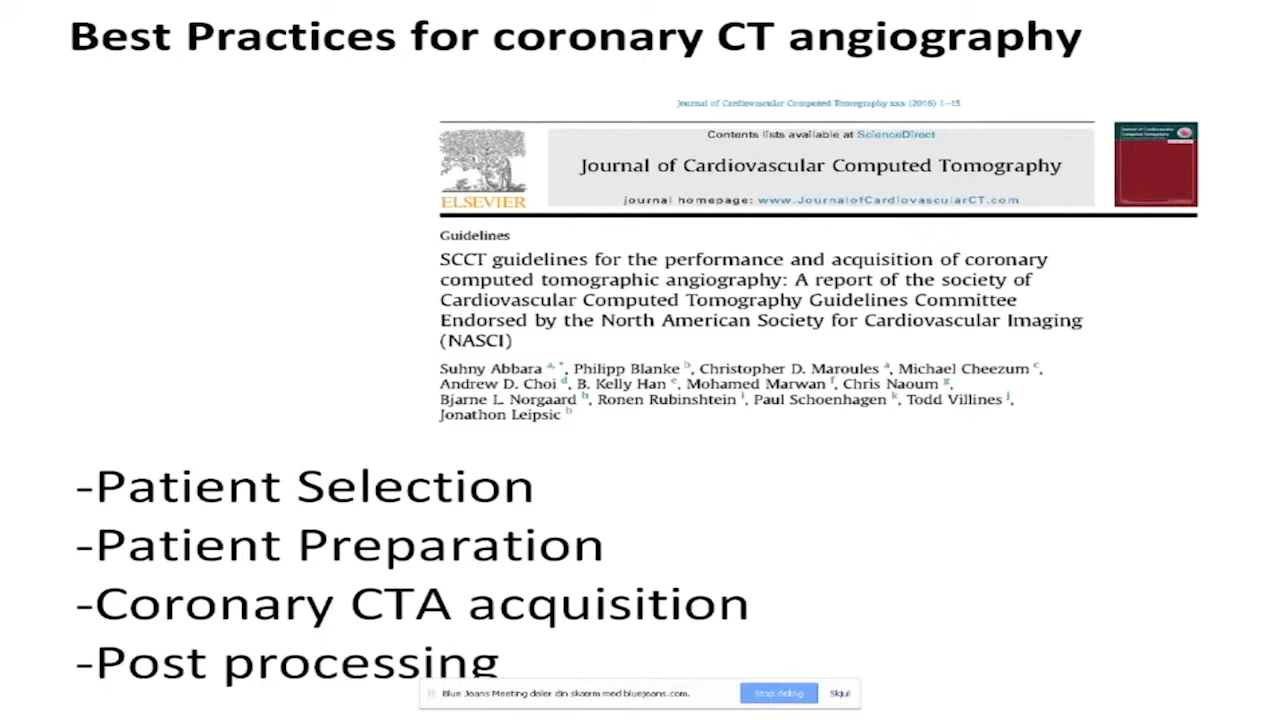 Best Practices for coronary CT angiography
Journal of Cardiovascular Computed Tomography xxx (2016) 1–15
Contents lists available at ScienceDirect
Journal of Cardiovascular Computed Tomography
journal homepage: www.JournalofCardiovascularCT.com
ELSEVIER
Guidelines
SCCT guidelines for the performance and acquisition of coronary
computed tomographic angiography: A report of the society of
Cardiovascular Computed Tomography Guidelines Committee
Endorsed by the North American Society for Cardiovascular Imaging
(NASCI)
Suhny Abbara a, *, Philipp Blanke b, Christopher D. Maroules a, Michael Cheezum c,
Andrew D. Choi d, B. Kelly Han e, Mohamed Marwan f, Chris Naoum g,
Bjarne L. Norgaard h, Ronen Rubinshtein i, Paul Schoenhagen k, Todd Villines j,
Jonathon Leipsic b
-Patient Selection
-Patient Preparation
-Coronary CTA acquisition
-Post processing
Blue Jeans Meeting deler din skærm med bluejeans.com.
Stop deling
Skjul